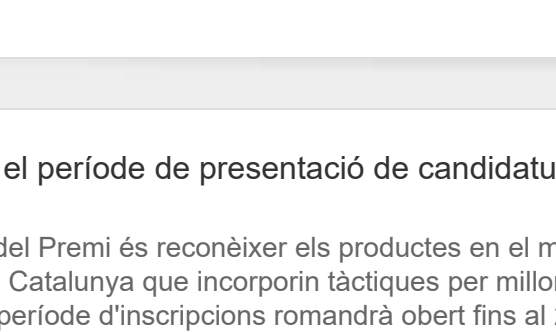 el període de presentació de candidatu
del Premi és reconèixer els productes en el m
Catalunya que incorporin tàctiques per millor
període d'inscripcions romandrà obert fins al